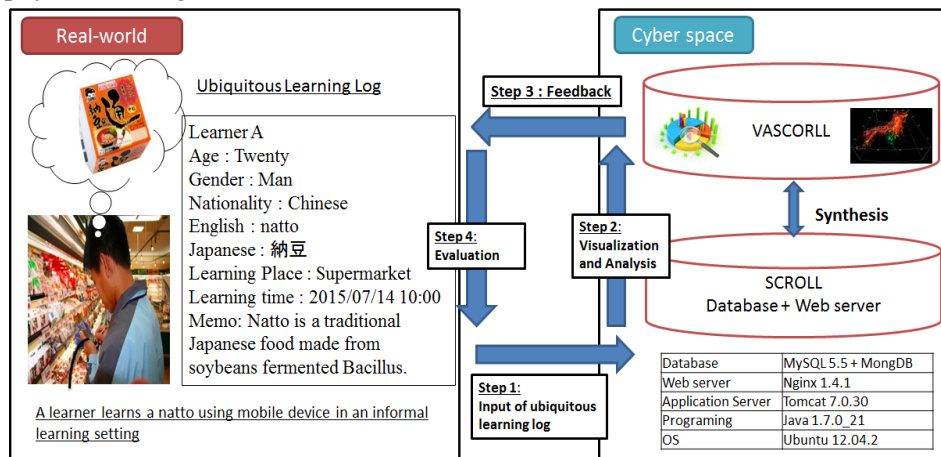 Real-world
Ubiquitous Learning Log
Learner A
Age : Twenty
Gender : Man
Nationality : Chinese
English : natto
Japanese : 納豆
Learning Place : Supermarket
Learning time : 2015/07/14 10:00
Memo: Natto is a traditional
Japanese food made from
soybeans fermented Bacillus.
A learner learns a natto using mobile device in an informal
learning setting
Step 3 : Feedback
Step 4:
Evaluation
Step 2:
Visualization
and Analysis
Step 1:
Input of ubiquitous
learning log
Cyber space
VASCORLL
Synthesis
SCROLL
Database + Web server
Database MySQL 5.5 + MongDB
Web server Nginx 1.4.1
Application Server Tomcat 7.0.30
Programing Java 1.7.0_21
OS Ubuntu 12.04.2